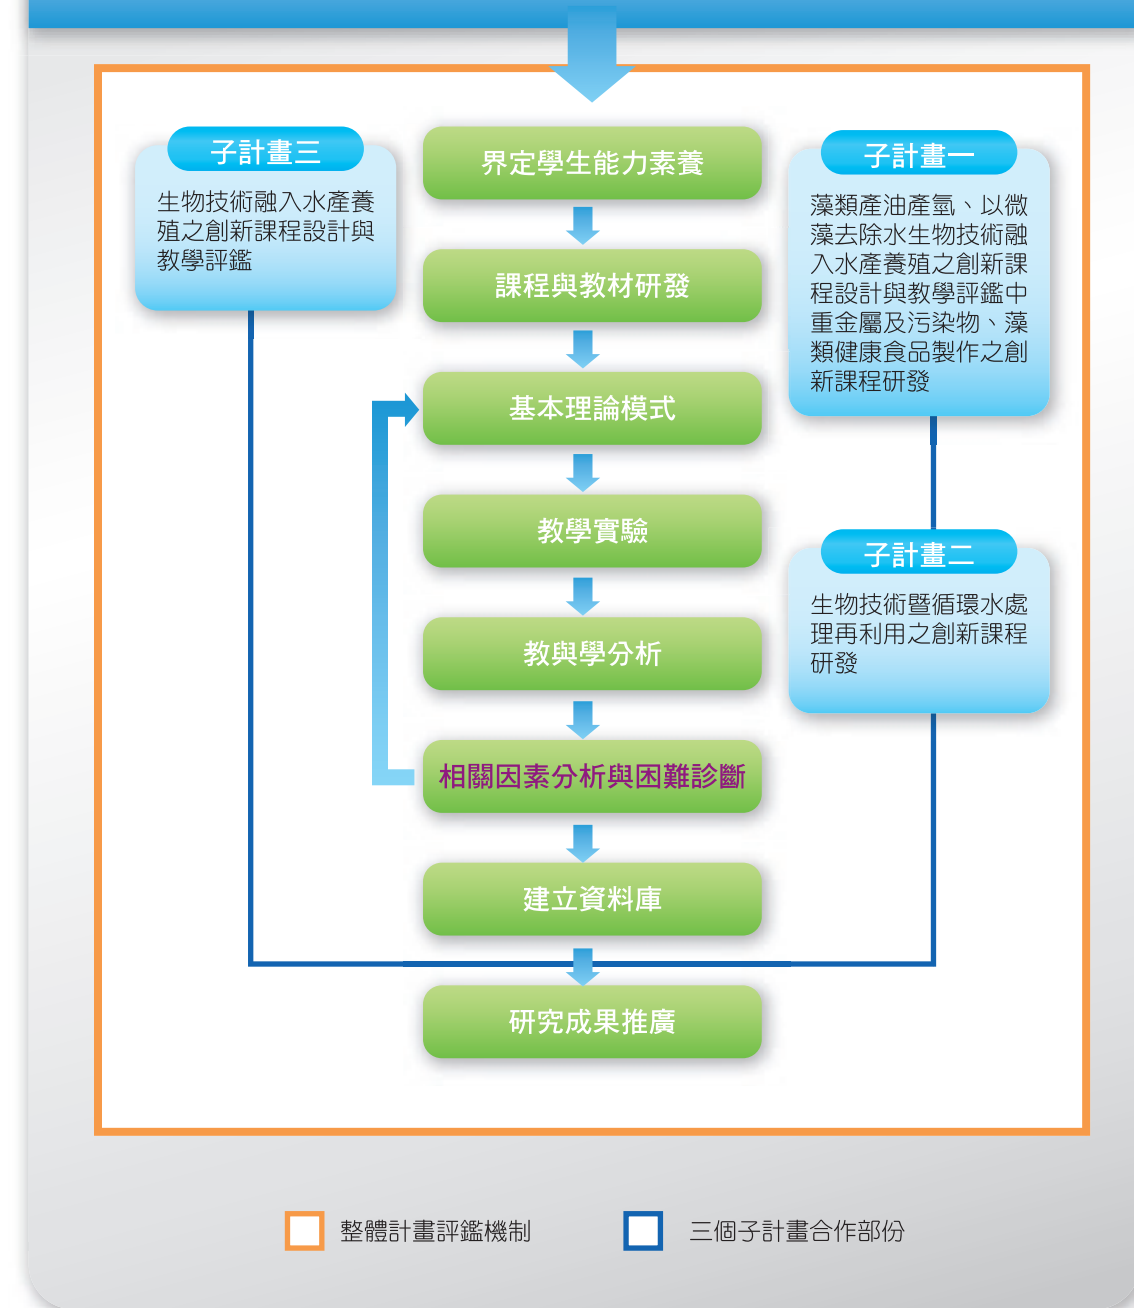 子計畫三
生物技術融入水產養
殖之創新課程設計與
教學評鑑
界定學生能力素養
課程與教材研發
基本理論模式
教學實驗
教與學分析
相關因素分析與困難診斷
建立資料庫
研究成果推廣
子計畫一
藻類產油產氫、以微
藻去除水生物技術融
入水產養殖之創新課
程設計與教學評鑑中
重金屬及污染物、藻
類健康食品製作之創
新課程研發
子計畫二
生物技術暨循環水處
理再利用之創新課程
研發
整體計畫評鑑機制
三個子計畫合作部份